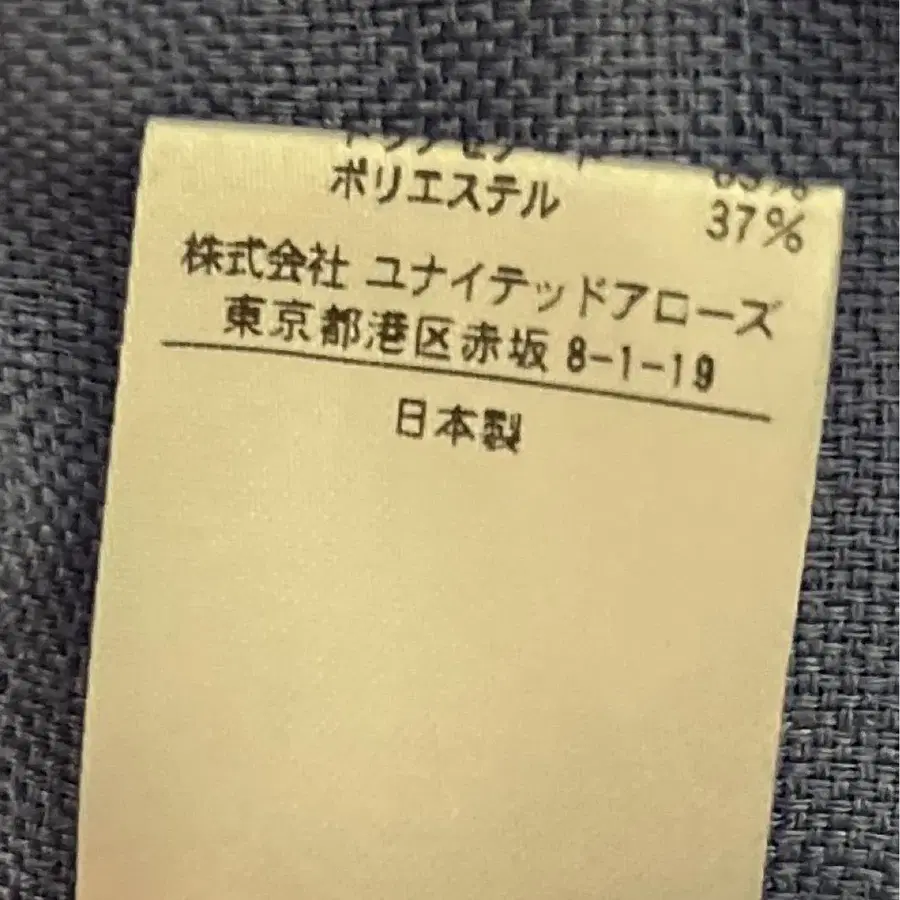 ポリエステル 37%
株式会社 ユナイテッドアローズ
東京都港区赤坂 8-1-19
日本製